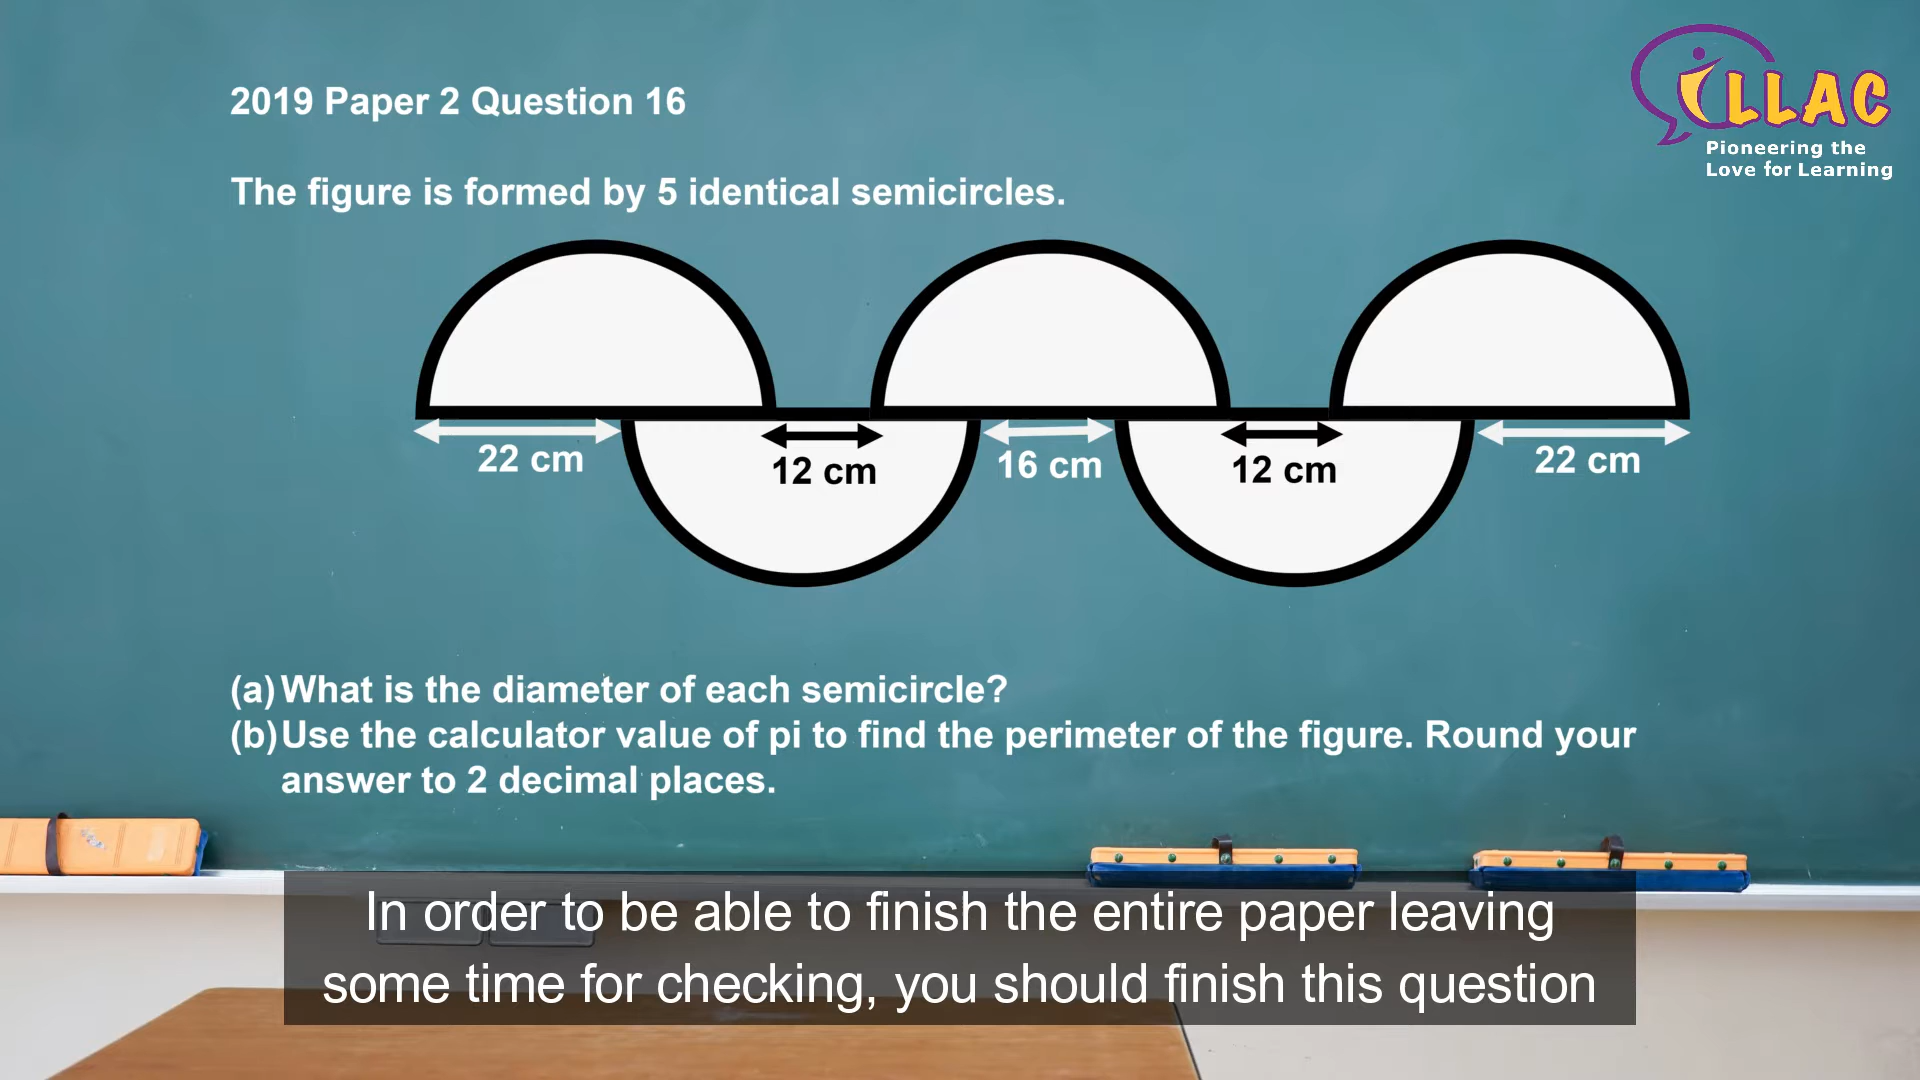 iLLAC
Pioneering the
Love for Learning
2019 Paper 2 Question 16
The figure is formed by 5 identical semicircles.
22 cm
12 cm
16 cm
12 cm
22 cm
(a) What is the diameter of each semicircle?
(b) Use the calculator value of pi to find the perimeter of the figure. Round your
answer to 2 decimal places.
In order to be able to finish the entire paper leaving
some time for checking, you should finish this question